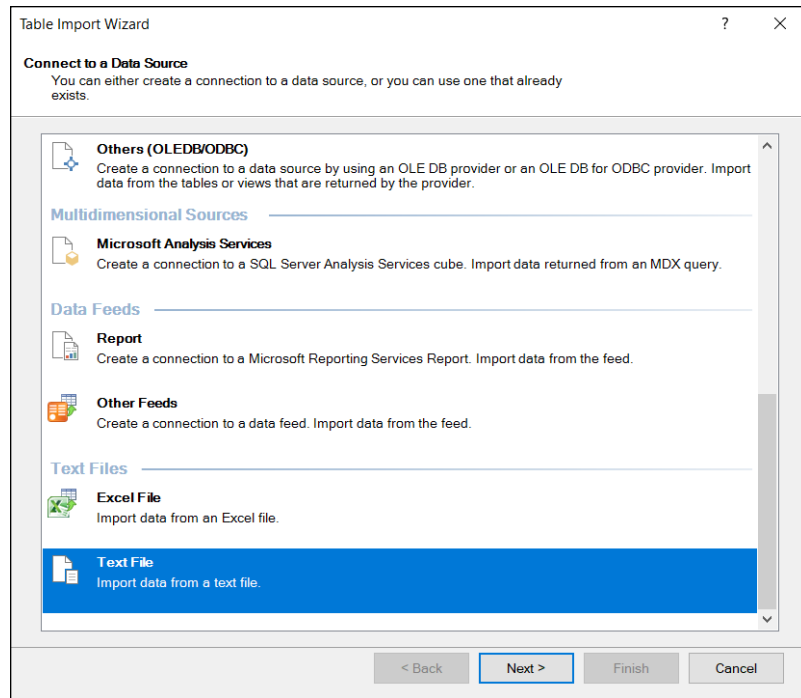 Table Import Wizard
?
Connect to a Data Source
You can either create a connection to a data source, or you can use one that already
exists.
Others (OLEDB/ODBC)
Create a connection to a data source by using an OLE DB provider or an OLE DB for ODBC provider. Import
data from the tables or views that are returned by the provider.
Multidimensional Sources
Microsoft Analysis Services
Create a connection to a SQL Server Analysis Services cube. Import data returned from an MDX query.
Data Feeds
Report
Create a connection to a Microsoft Reporting Services Report. Import data from the feed.
Other Feeds
Create a connection to a data feed. Import data from the feed.
Text Files
Excel File
Import data from an Excel file.
Text File
Import data from a text file.
< Back Next > Finish Cancel